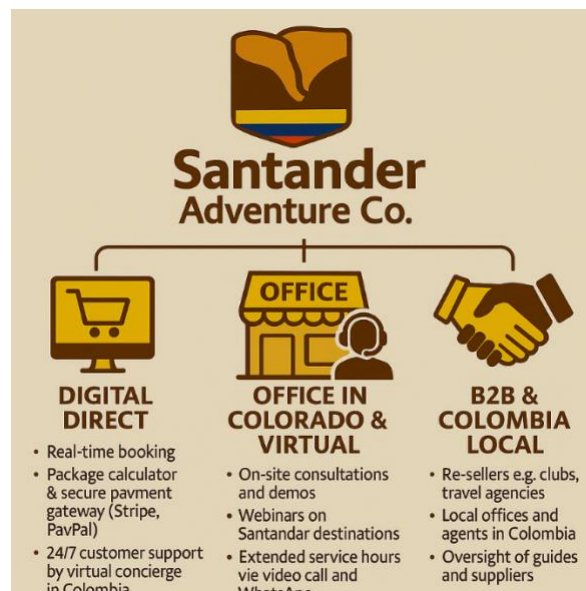 Santander
Adventure Co.
DIGITAL
DIRECT
• Real-time booking
• Package calculator
& secure pavment
gateway (Stripe,
PavPal)
• 24/7 customer support
by virtual concierge
in Colombia
OFFICE
OFFICE IN
COLORADO &
VIRTUAL
• On-site consultations
and demos
• Webinars on
Santandar destinations
• Extended service hours
vie video call and
WhatsApp
B2B &
COLOMBIA
LOCAL
• Re-sellers e.g. clubs,
travel agencies
• Local offices and
agents in Colombia
• Oversight of guides
and suppliers